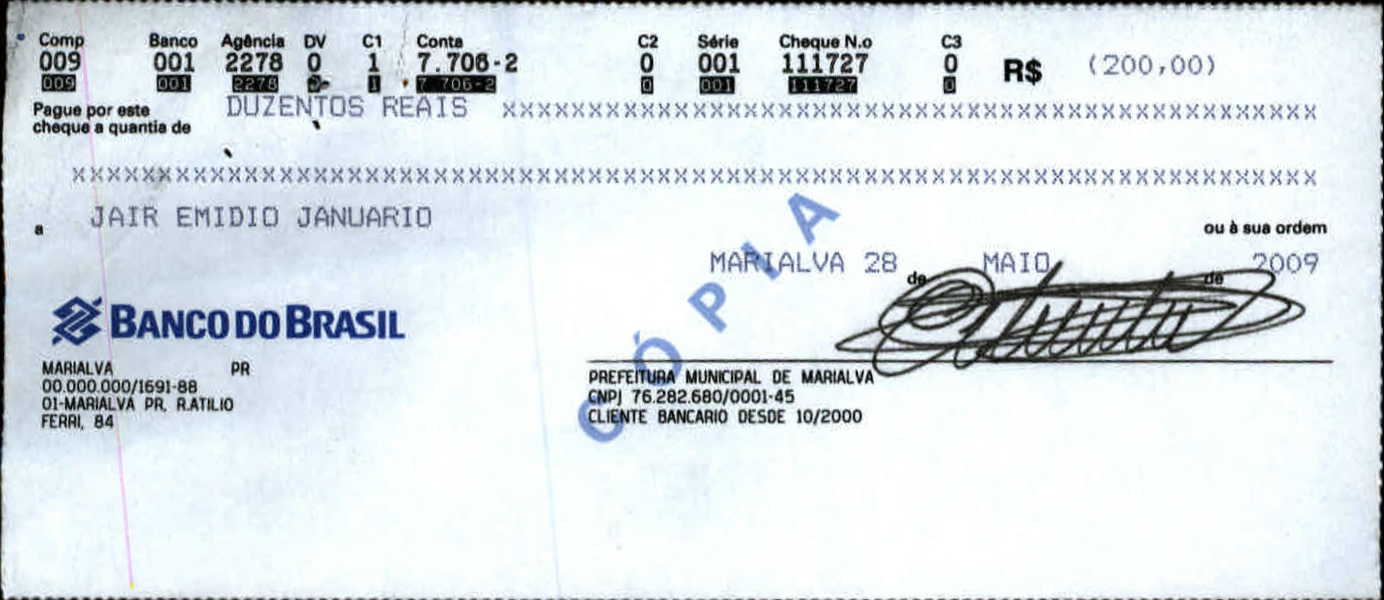 Comp Banco Agência DV C1 Conta C2 Série Cheque N.o C3
009 001 2278 0 1 7.706-2 0 001 111727 0 R$ (200,00)
009 001 2278 0 7 706-2 0 001 111727 0
Pague por este DUZENTOS REAIS XXXXXXXXXXXXXXXXXXXXXXXXXXXXXXXXXXXXXXXXXXXXXXXXXX
cheque a quantia de
XXXXXXXXXXXXXXXXXXXXXXXXXXXXXXXXXXXXXXXXXXXXXXXXXXXXXXXXXXXXXXXXXXXXXXXXXXXX
a JAIR EMIDIO JANUARIO ou à sua ordem
MARIALVA 28 de MAIO de 2009
CÓPIA
BANCO DO BRASIL
MARIALVA PR
00.000.000/1691-88
01-MARIALVA PR. R.ATILIO
FERRI, 84
PREFEITURA MUNICIPAL DE MARIALVA
CNPJ 76.282.680/0001-45
CLIENTE BANCARIO DESDE 10/2000